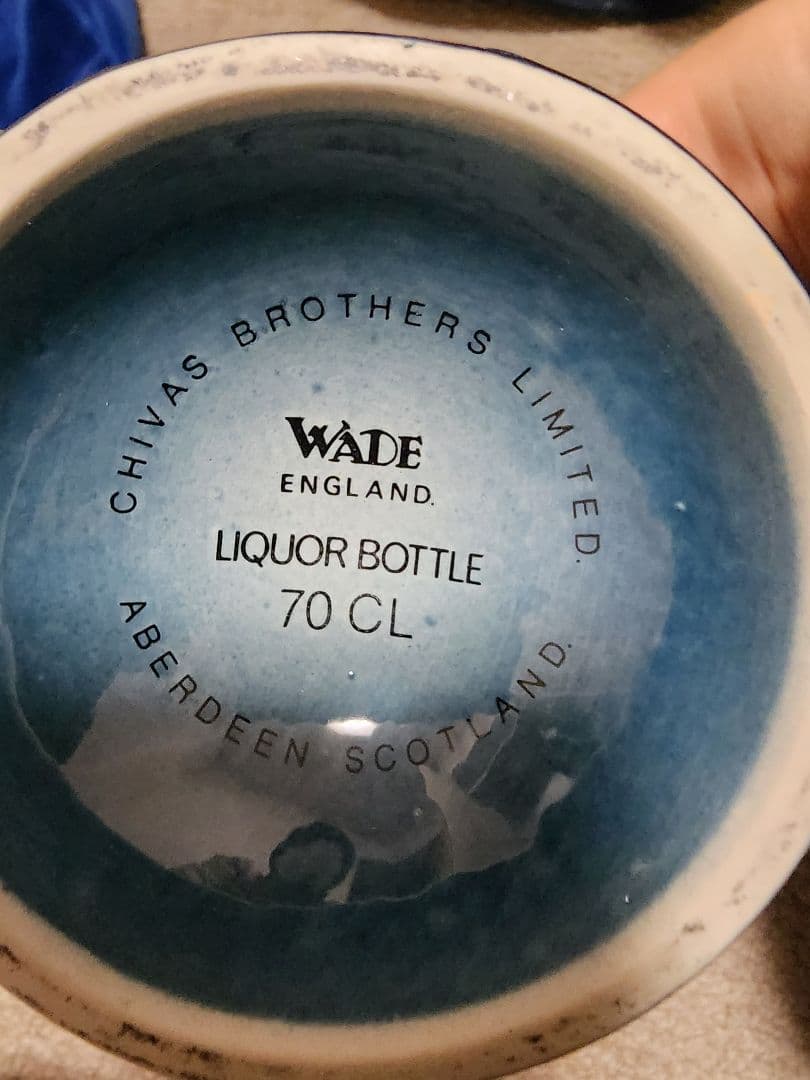 CHIVAS BROTHERS LIMITED.
WADE
ENGLAND.
LIQUOR BOTTLE
70 CL
ABERDEEN SCOTLAND.